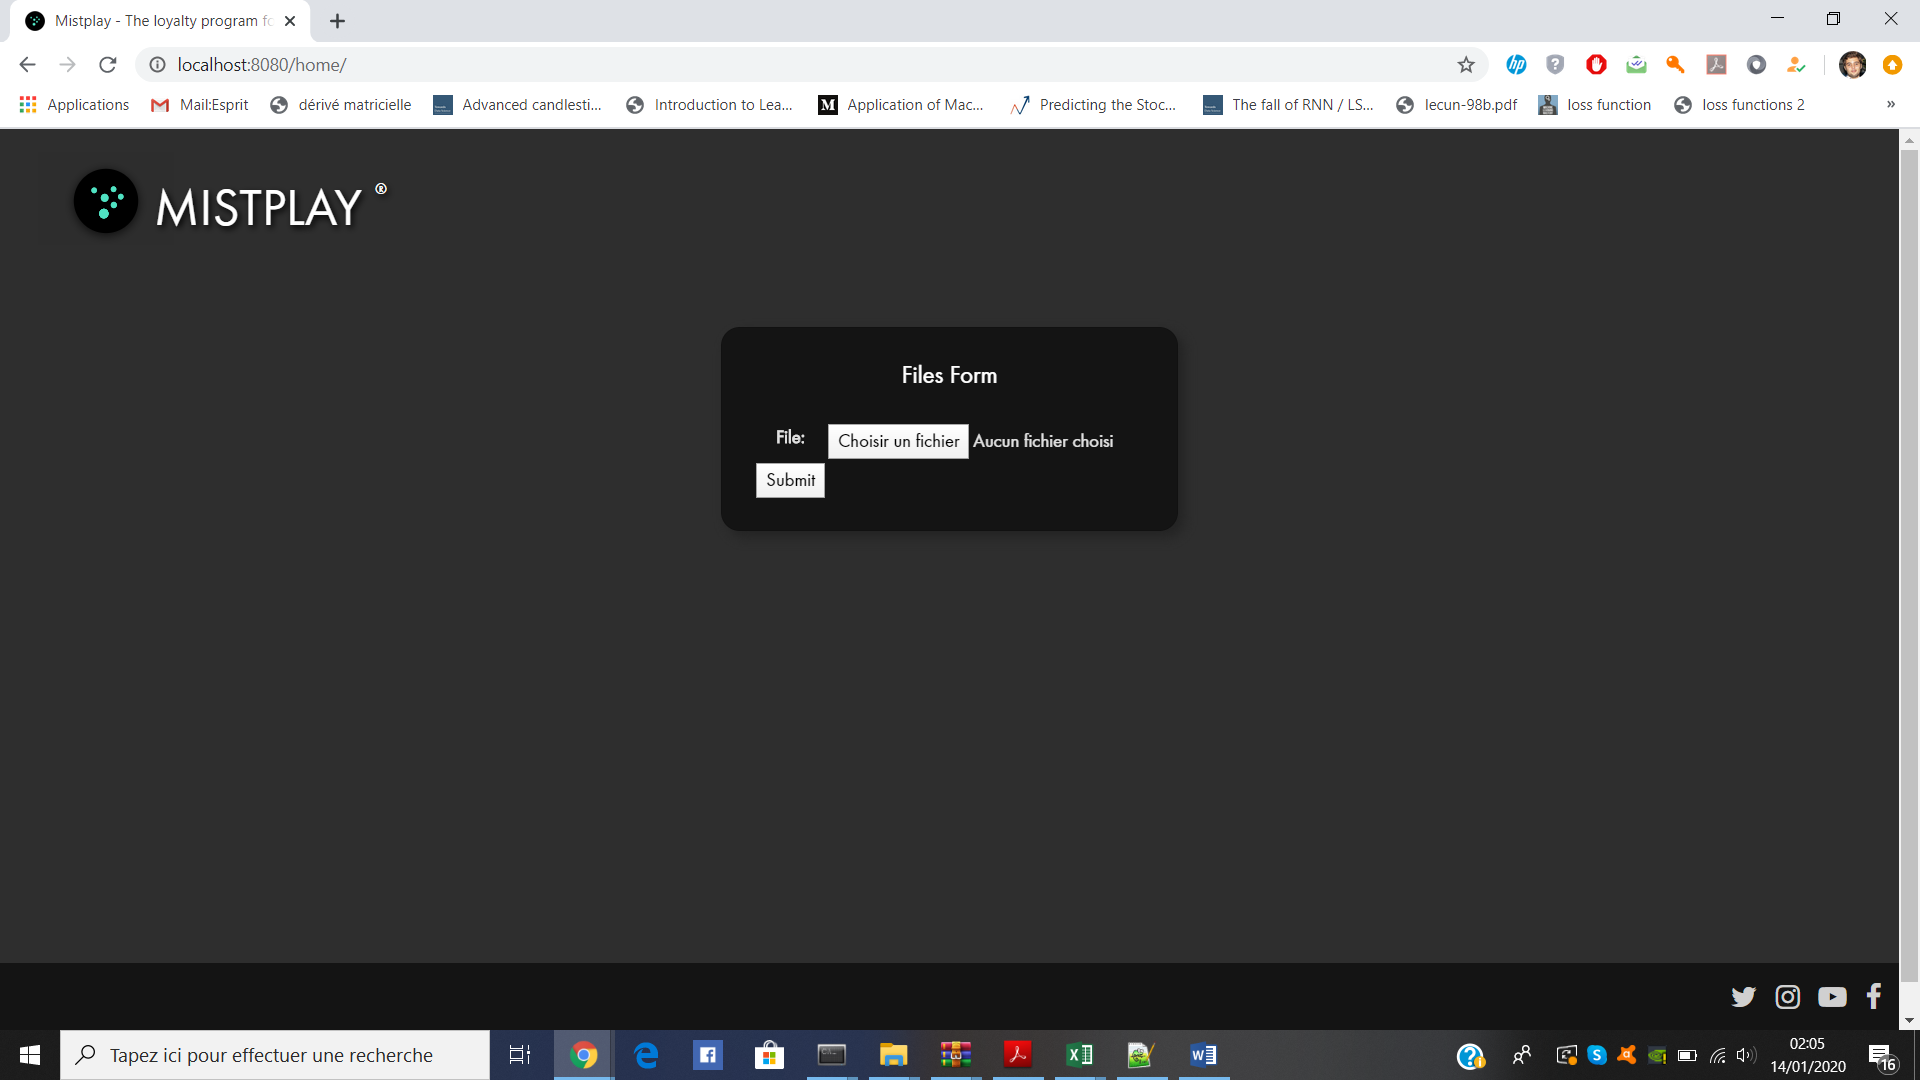 Mistplay - The loyalty program fo
localhost:8080/home/
Applications Mail:Esprit dérivé matricielle Advanced candlesti... Introduction to Lea... M Application of Mac... Predicting the Stoc... The fall of RNN / LS... lecun-98b.pdf loss function loss functions 2 »
MISTPLAY ®
Files Form
File: Choisir un fichier Aucun fichier choisi
Submit
Tapez ici pour effectuer une recherche
02:05
14/01/2020
16